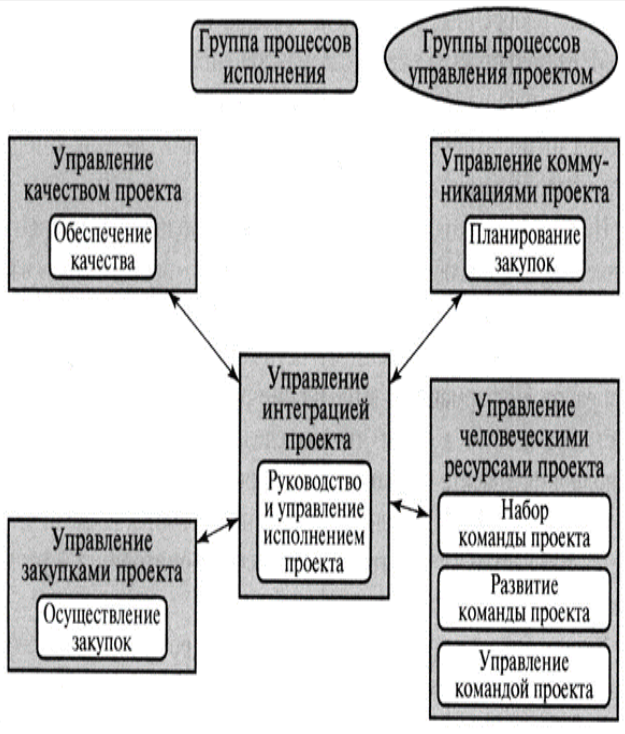 Группа процессов
исполнения
Группы процессов
управления проектом
Управление
качеством проекта
Обеспечение
качества
Управление комму-
никациями проекта
Планирование
закупок
Управление
интеграцией
проекта
Руководство
и управление
исполнением
проекта
Управление
человеческими
ресурсами проекта
Набор
команды проекта
Развитие
команды проекта
Управление
командой проекта
Управление
закупками проекта
Осуществление
закупок